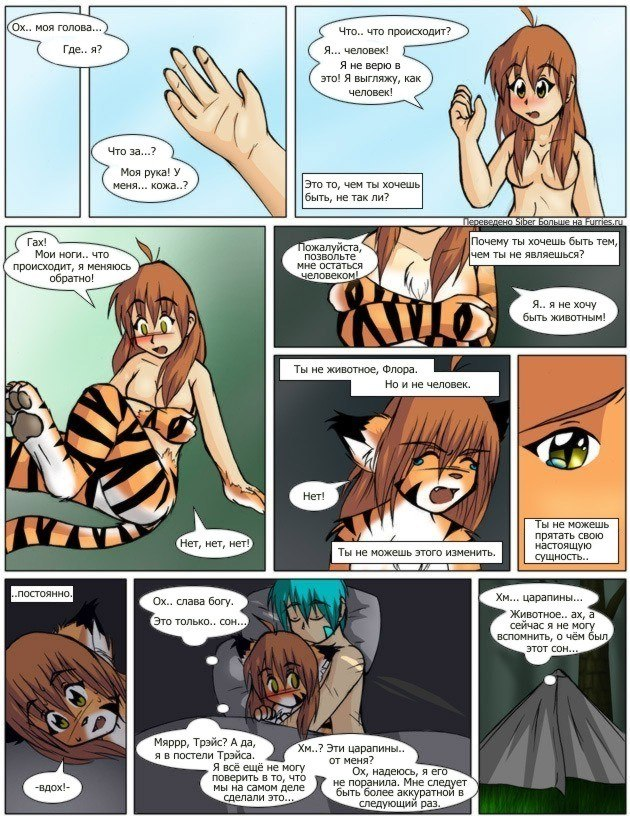 Ох.. моя голова...
Где.. я?
Что за...?
Моя рука! У
меня... кожа..?
Что.. что происходит?
Я... человек!
Я не верю в
это! Я выгляжу, как
человек!
Это то, чем ты хочешь
быть, не так ли?
Переведено Siber Больше на Furries.ru
Гах!
Мои ноги.. что
происходит, я меняюсь
обратно!
Нет, нет, нет!
Пожалуйста,
позвольте
мне остаться
человеком!
Почему ты хочешь быть тем,
чем ты не являешься?
Я.. я не хочу
быть животным!
Ты не животное, Флора.
Но и не человек.
Нет!
Ты не можешь этого изменить.
Ты не можешь
прятать свою
настоящую
сущность..
..постоянно.
-вдох!-
Ох.. слава богу.
Это только.. сон...
Мяррр, Трэйс? А да,
я в постели Трэйса.
Я всё ещё не могу
поверить в то, что
мы на самом деле
сделали это...
Хм..? Эти царапины..
от меня?
Ох, надеюсь, я его
не поранила. Мне следует
быть более аккуратной в
следующий раз.
Хм... царапины...
Животное.. ах, а
сейчас я не могу
вспомнить, о чём был
этот сон...